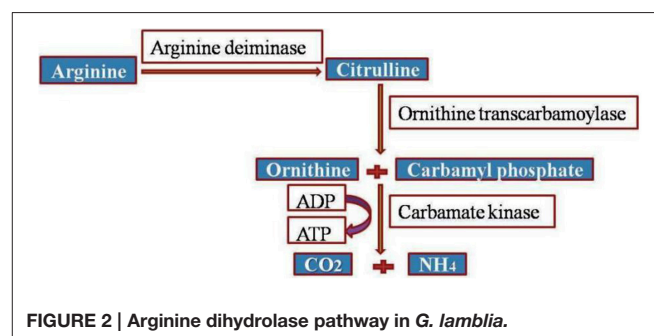 Arginine deiminase
Arginine
Citrulline
Ornithine transcarbamoylase
Ornithine + Carbamyl phosphate
ADP
Carbamate kinase
ATP
CO2 + NH4
FIGURE 2 | Arginine dihydrolase pathway in G. lamblia.